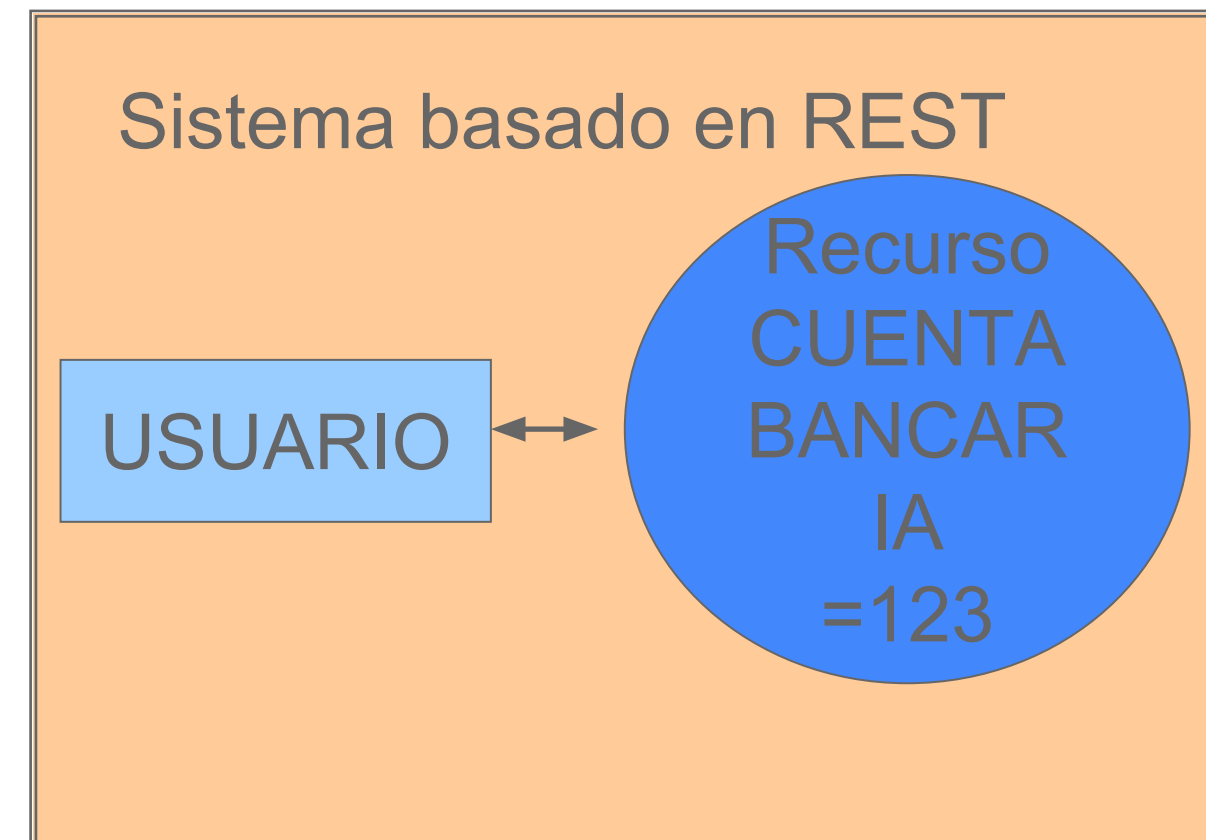 Sistema basado en REST
Recurso
CUENTA
BANCAR
IA
=123
USUARIO